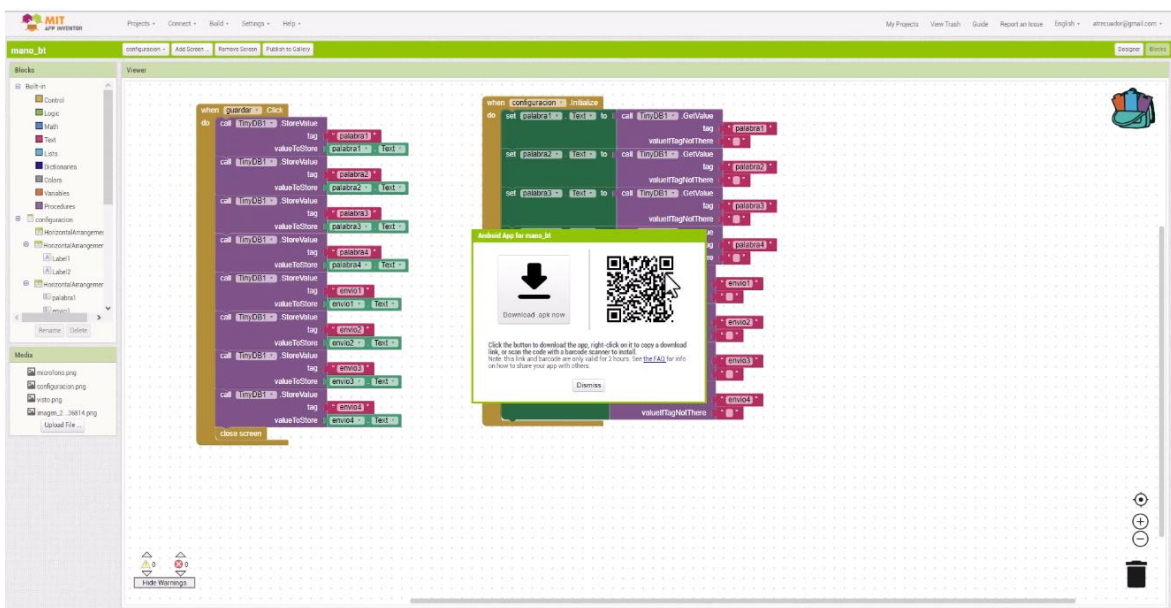 MIT
APP INVENTOR
Projects Connect Build Settings Help
My Projects View Trash Guide Report an Issue English atrecuador@gmail.com
mano_bt
configuracion Add Screen ... Remove Screen Publish to Gallery
Designer Blocks
Blocks
Viewer
Built-in
Control
Logic
Math
Text
Lists
Dictionaries
Colors
Variables
Procedures
configuracion
HorizontalArrangemer
HorizontalArrangemer
Label1
Label2
HorizontalArrangemer
palabra1
envio1
Rename Delete
Media
microfono.png
configuracion.png
visto.png
imagen_2...36814.png
Upload File ...
when guardar .Click
do call TinyDB1 .StoreValue
tag palabra1
valueToStore palabra1 . Text
call TinyDB1 .StoreValue
tag palabra2
valueToStore palabra2 . Text
call TinyDB1 .StoreValue
tag palabra3
valueToStore palabra3 . Text
call TinyDB1 .StoreValue
tag palabra4
valueToStore palabra4 . Text
call TinyDB1 .StoreValue
tag envio1
valueToStore envio1 . Text
call TinyDB1 .StoreValue
tag envio2
valueToStore envio2 . Text
call TinyDB1 .StoreValue
tag envio3
valueToStore envio3 . Text
call TinyDB1 .StoreValue
tag envio4
valueToStore envio4 . Text
close screen
when configuracion .Initialize
do set palabra1 . Text to call TinyDB1 .GetValue
tag palabra1
valueIfTagNotThere
set palabra2 . Text to call TinyDB1 .GetValue
tag palabra2
valueIfTagNotThere
set palabra3 . Text to call TinyDB1 .GetValue
tag palabra3
valueIfTagNotThere
palabra4
envio1
envio2
envio3
envio4
valueIfTagNotThere
Android App for mano_bt
Download .apk now
Click the button to download the app, right-click on it to copy a download
link, or scan the code with a barcode scanner to install.
Note: this link and barcode are only valid for 2 hours. See the FAQ for info
on how to share your app with others.
Dismiss
0 0
Hide Warnings